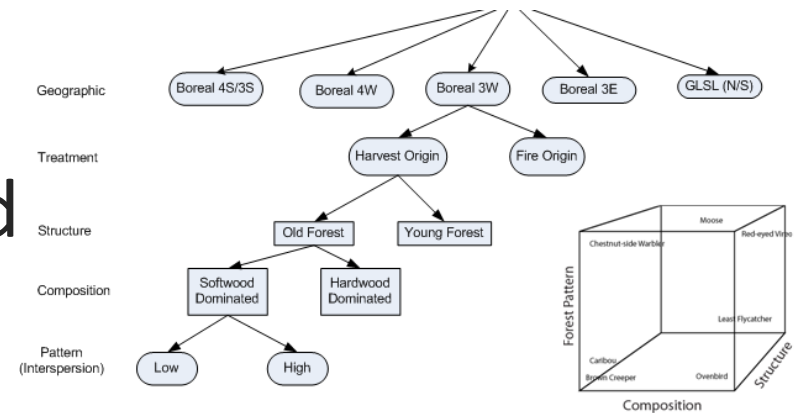 Geographic
Boreal 4S/3S
Boreal 4W
Boreal 3W
Boreal 3E
GLSL (N/S)
Treatment
Harvest Origin
Fire Origin
d
Structure
Old Forest
Young Forest
Composition
Softwood
Dominated
Hardwood
Dominated
Pattern
(Interspersion)
Low
High
Moose
Chestnut-side Warbler
Red-eyed Vireo
Forest Pattern
Least Flycatcher
Caribou
Brown Creeper
Ovenbird
Structure
Composition